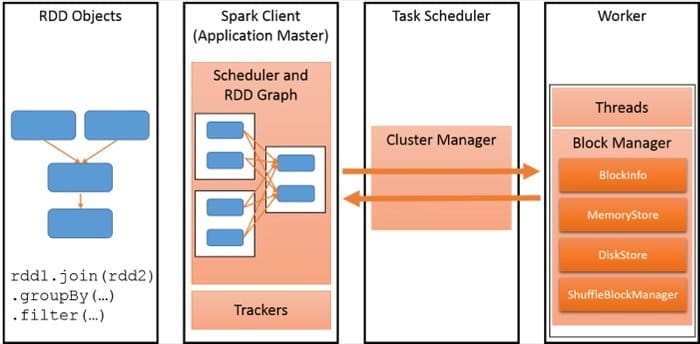 RDD Objects
rdd1.join(rdd2)
.groupBy(…)
.filter(…)
Spark Client
(Application Master)
Scheduler and
RDD Graph
Trackers
Task Scheduler
Cluster Manager
Worker
Threads
Block Manager
BlockInfo
MemoryStore
DiskStore
ShuffleBlockManager